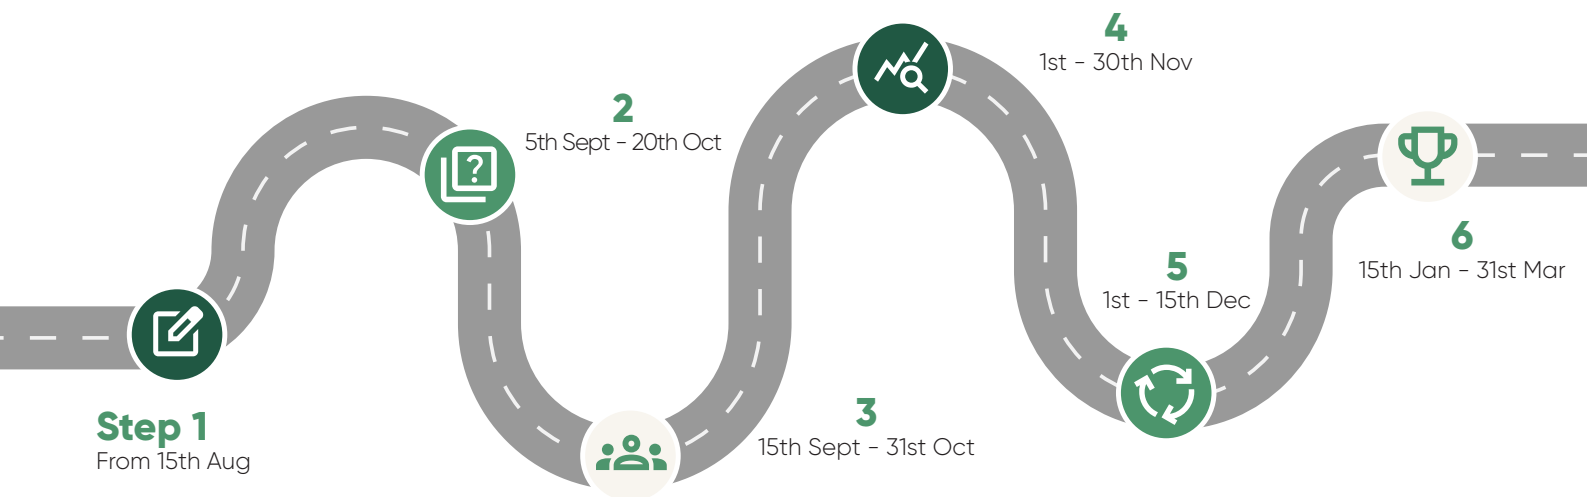 Step 1
From 15th Aug
2
5th Sept - 20th Oct
3
15th Sept - 31st Oct
4
1st - 30th Nov
5
1st - 15th Dec
6
15th Jan - 31st Mar
?